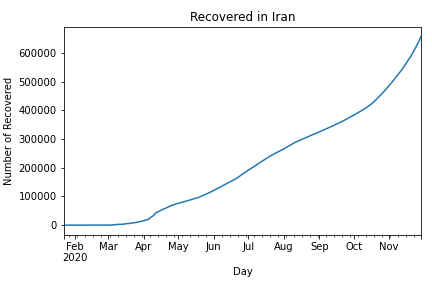 Recovered in Iran
Number of Recovered
600000
500000
400000
300000
200000
100000
0
Feb Mar Apr May Jun Jul Aug Sep Oct Nov
2020
Day